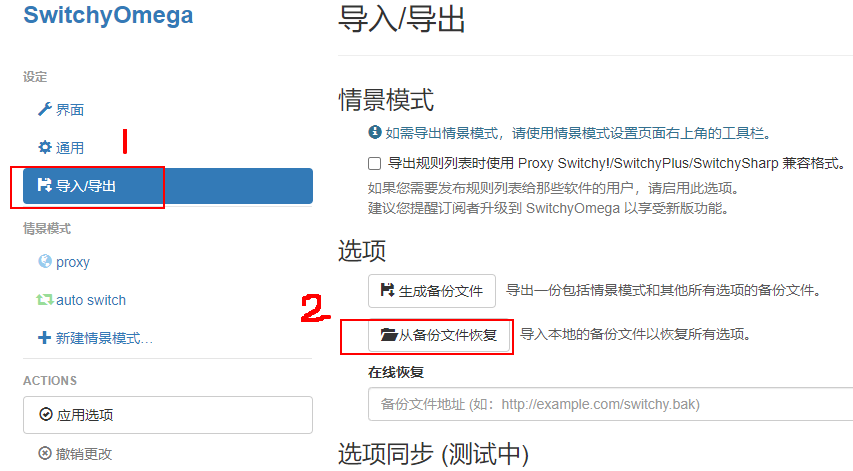 SwitchyOmega
设定
界面
通用
1
导入/导出
情景模式
proxy
auto switch
新建情景模式…
ACTIONS
应用选项
撤销更改
导入/导出
情景模式
如需导出情景模式，请使用情景模式设置页面右上角的工具栏。
导出规则列表时使用 Proxy Switchy!/SwitchyPlus/SwitchySharp 兼容格式。
如果您需要发布规则列表给那些软件的用户，请启用此选项。
建议您提醒订阅者升级到 SwitchyOmega 以享受新版功能。
选项
生成备份文件 导出一份包括情景模式和其他所有选项的备份文件。
2
从备份文件恢复 导入本地的备份文件以恢复所有选项。
在线恢复
备份文件地址 (如：http://example.com/switchy.bak)
选项同步 (测试中)